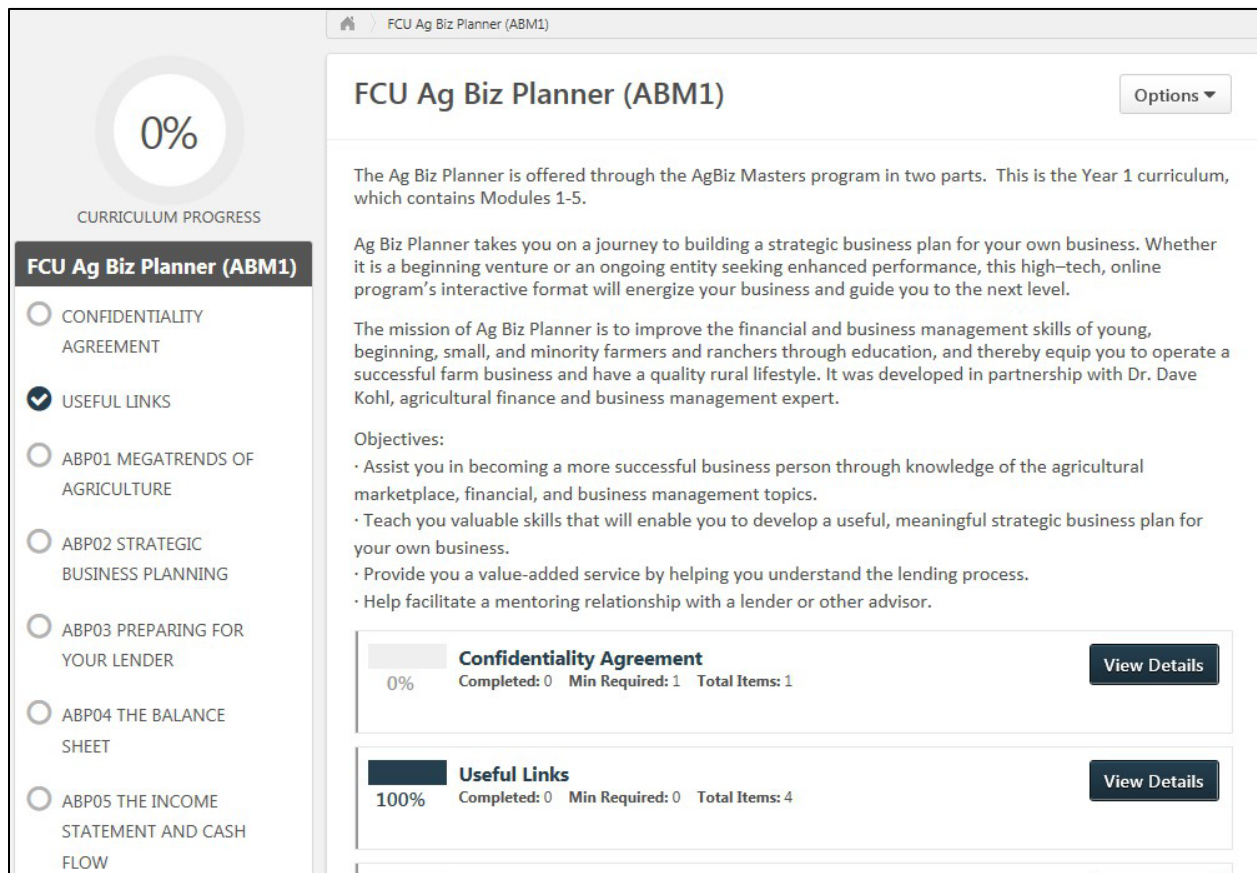 FCU Ag Biz Planner (ABM1)
0%
CURRICULUM PROGRESS
FCU Ag Biz Planner (ABM1)
CONFIDENTIALITY
AGREEMENT
USEFUL LINKS
ABP01 MEGATRENDS OF
AGRICULTURE
ABP02 STRATEGIC
BUSINESS PLANNING
ABP03 PREPARING FOR
YOUR LENDER
ABP04 THE BALANCE
SHEET
ABP05 THE INCOME
STATEMENT AND CASH
FLOW
FCU Ag Biz Planner (ABM1)
Options
The Ag Biz Planner is offered through the AgBiz Masters program in two parts.  This is the Year 1 curriculum,
which contains Modules 1-5.
Ag Biz Planner takes you on a journey to building a strategic business plan for your own business. Whether
it is a beginning venture or an ongoing entity seeking enhanced performance, this high–tech, online
program's interactive format will energize your business and guide you to the next level.
The mission of Ag Biz Planner is to improve the financial and business management skills of young,
beginning, small, and minority farmers and ranchers through education, and thereby equip you to operate a
successful farm business and have a quality rural lifestyle. It was developed in partnership with Dr. Dave
Kohl, agricultural finance and business management expert.
Objectives:
· Assist you in becoming a more successful business person through knowledge of the agricultural
marketplace, financial, and business management topics.
· Teach you valuable skills that will enable you to develop a useful, meaningful strategic business plan for
your own business.
· Provide you a value-added service by helping you understand the lending process.
· Help facilitate a mentoring relationship with a lender or other advisor.
Confidentiality Agreement
0% Completed: 0 Min Required: 1 Total Items: 1
View Details
Useful Links
100% Completed: 0 Min Required: 0 Total Items: 4
View Details